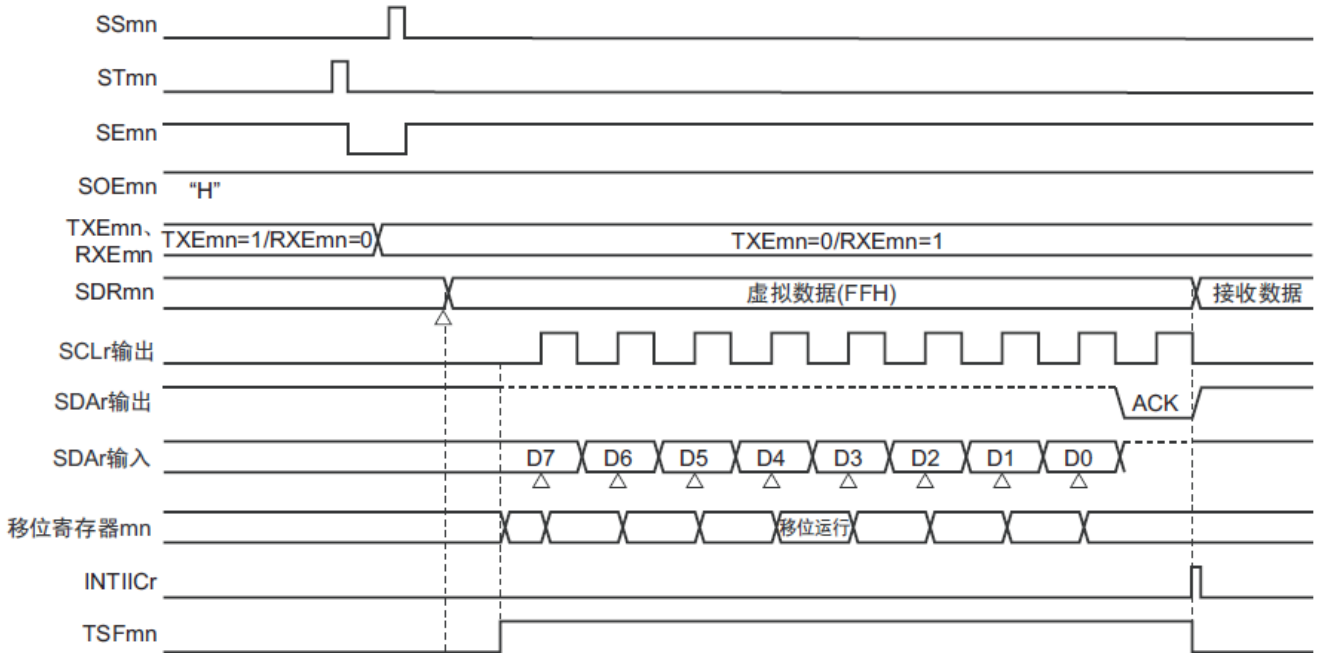 SSmn
STmn
SEmn
SOEmn “H”
TXEmn、
RXEmn
TXEmn=1/RXEmn=0 TXEmn=0/RXEmn=1
SDRmn 虚拟数据(FFH) 接收数据
SCLr输出
SDAr输出 ACK
SDAr输入 D7 D6 D5 D4 D3 D2 D1 D0
移位寄存器mn 移位运行
INTIICr
TSFmn